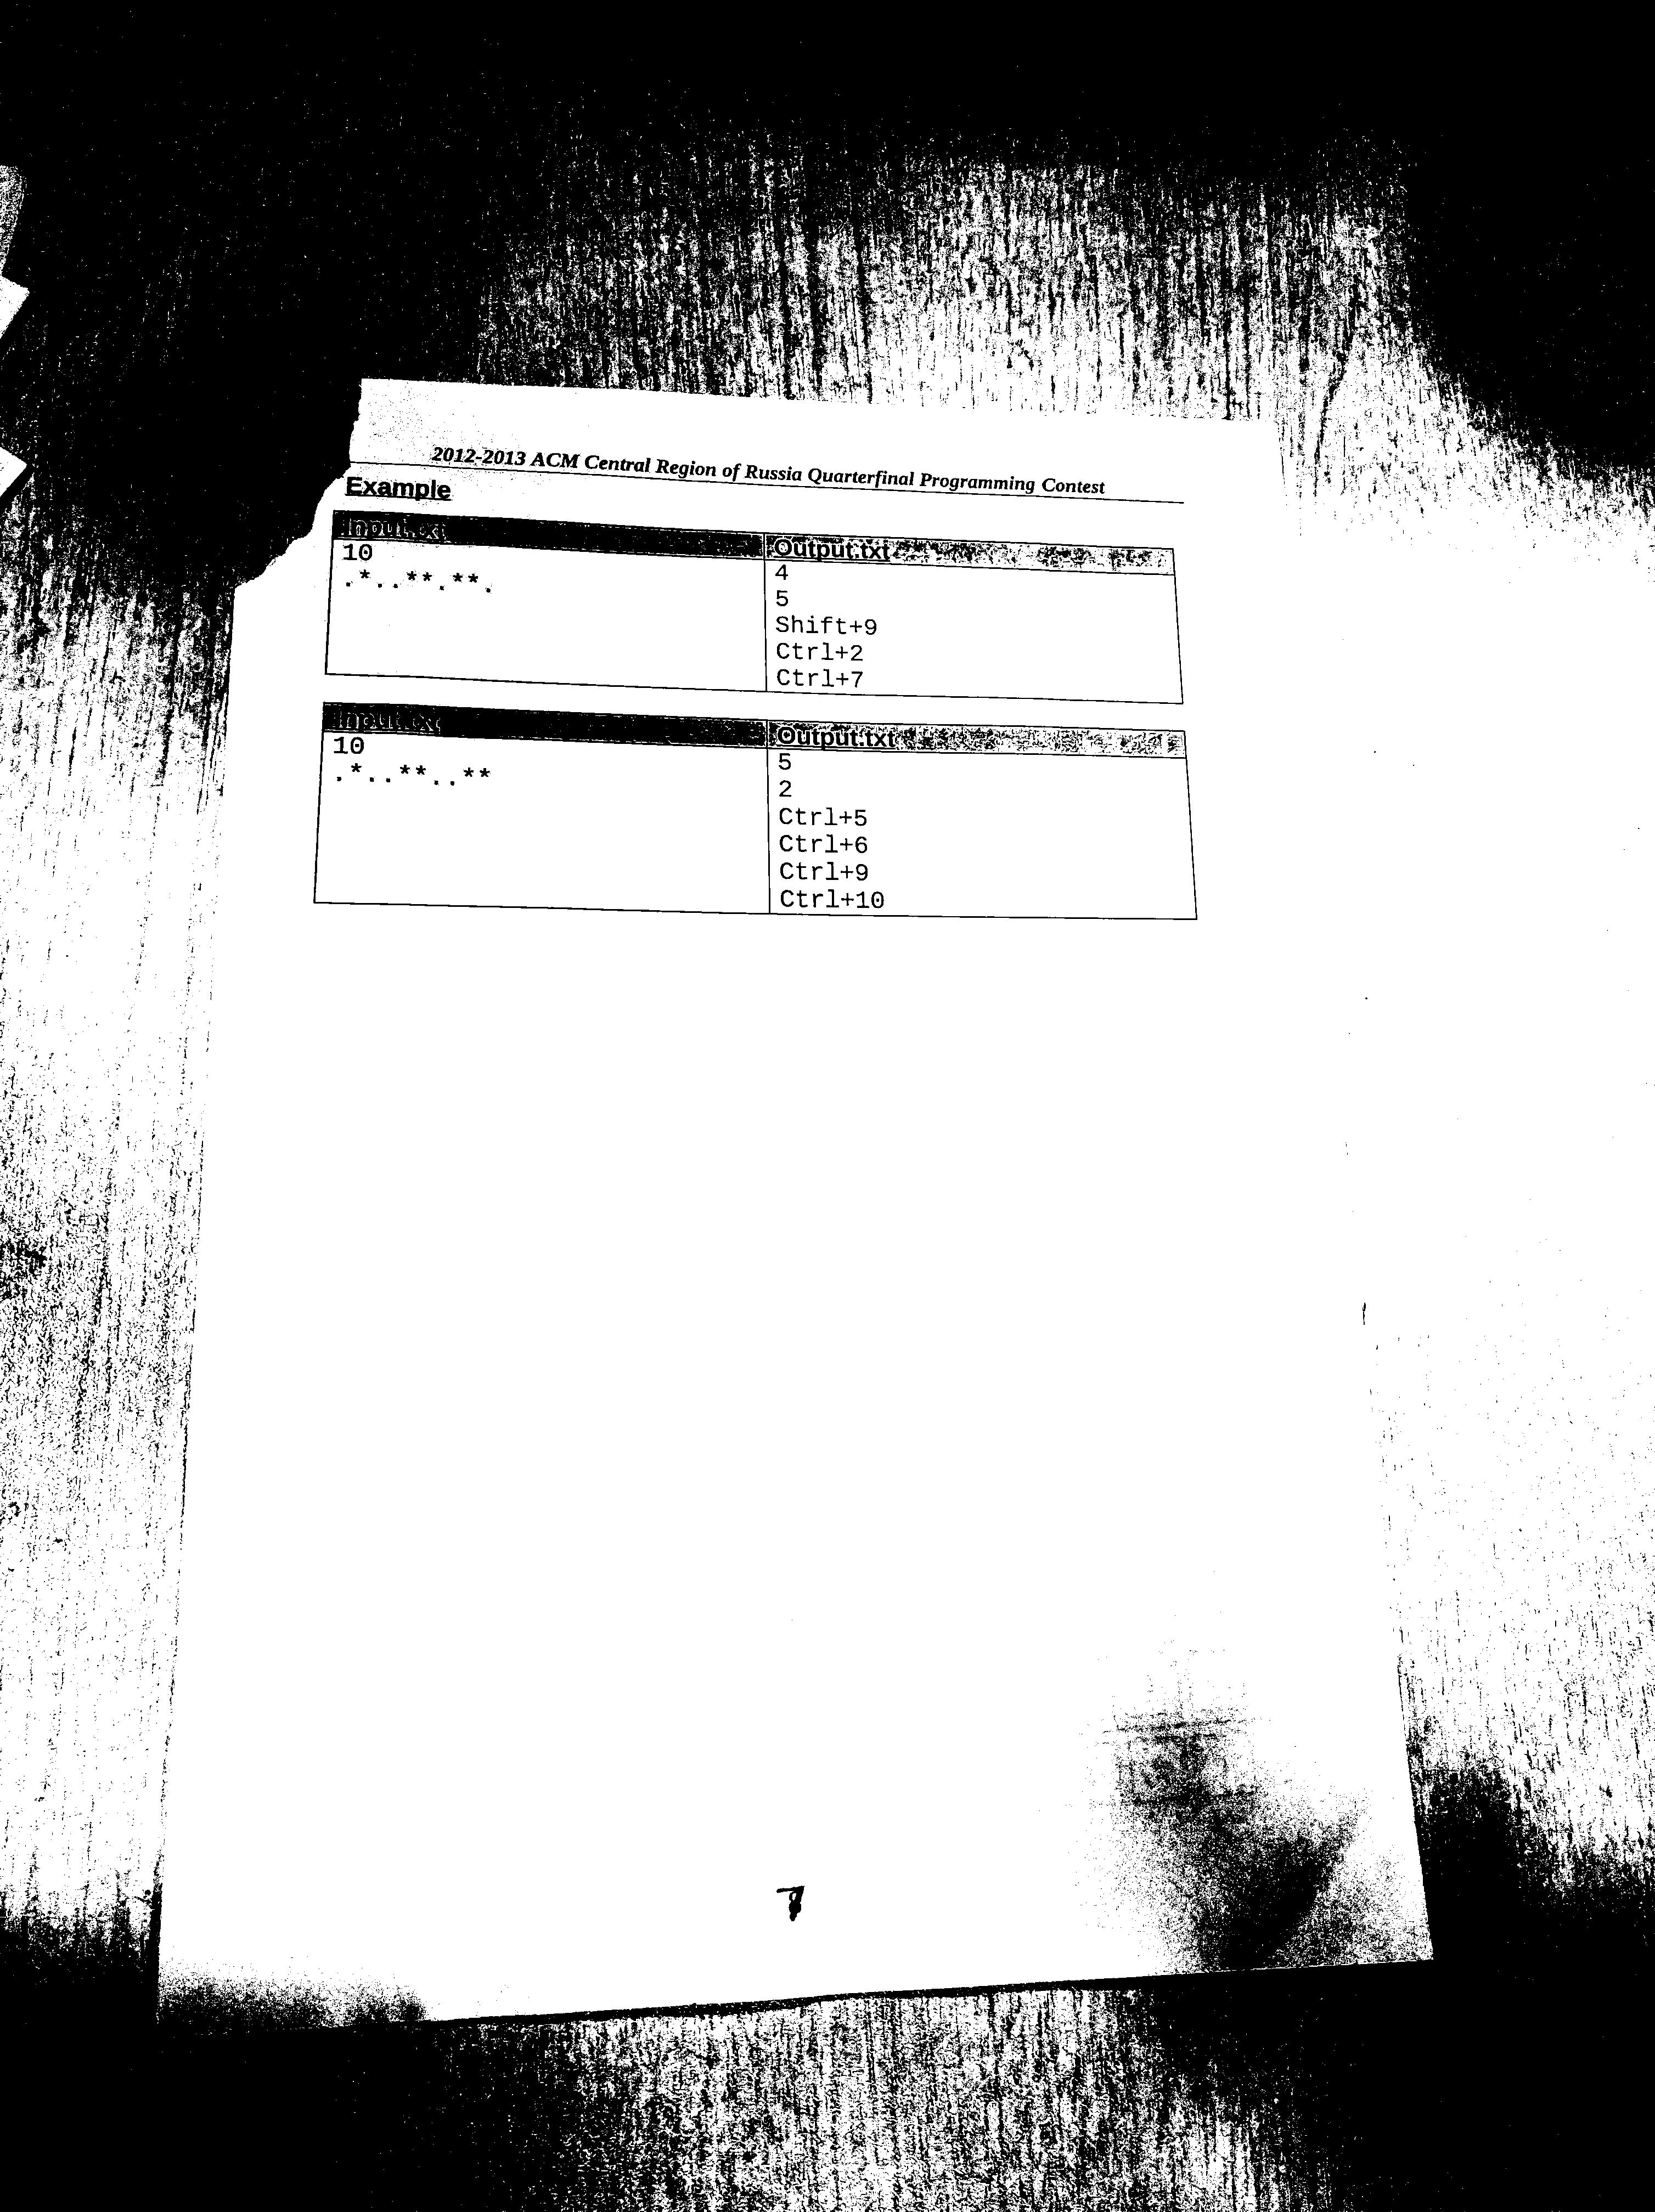 2012-2013 ACM Central Region of Russia Quarterfinal Programming Contest
Example
Input.txt
Output.txt
10
.*..**.**.
4
5
Shift+9
Ctrl+2
Ctrl+7
Input.txt
Output.txt
10
.*..**..**
5
2
Ctrl+5
Ctrl+6
Ctrl+9
Ctrl+10